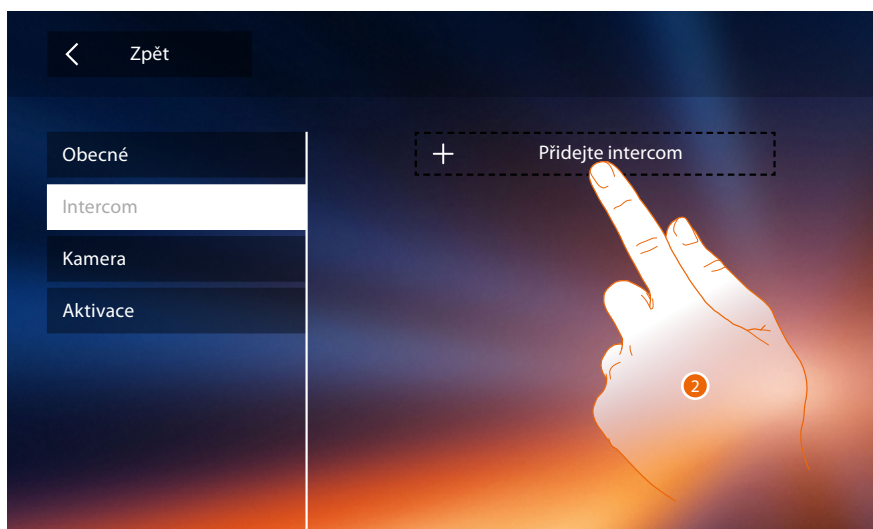 Zpět
Obecné
Přidejte intercom
Intercom
Kamera
Aktivace
2